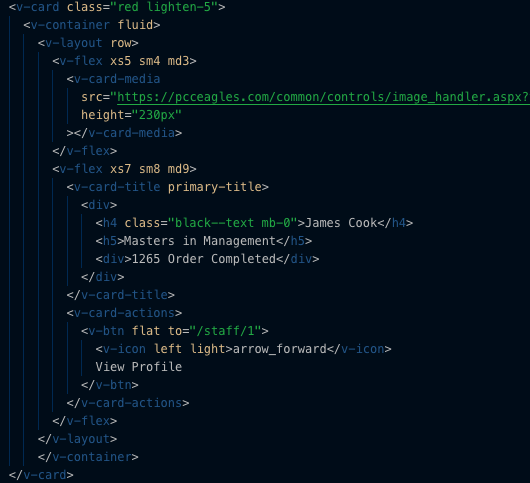 <v-card class="red lighten-5">
<v-container fluid>
<v-layout row>
<v-flex xs5 sm4 md3>
<v-card-media
src="https://pcceagles.com/common/controls/image_handler.aspx?
height="230px"
></v-card-media>
</v-flex>
<v-flex xs7 sm8 md9>
<v-card-title primary-title>
<div>
<h4 class="black--text mb-0">James Cook</h4>
<h5>Masters in Management</h5>
<div>1265 Order Completed</div>
</div>
</v-card-title>
<v-card-actions>
<v-btn flat to="/staff/1">
<v-icon left light>arrow_forward</v-icon>
View Profile
</v-btn>
</v-card-actions>
</v-flex>
</v-layout>
</v-container>
</v-card>